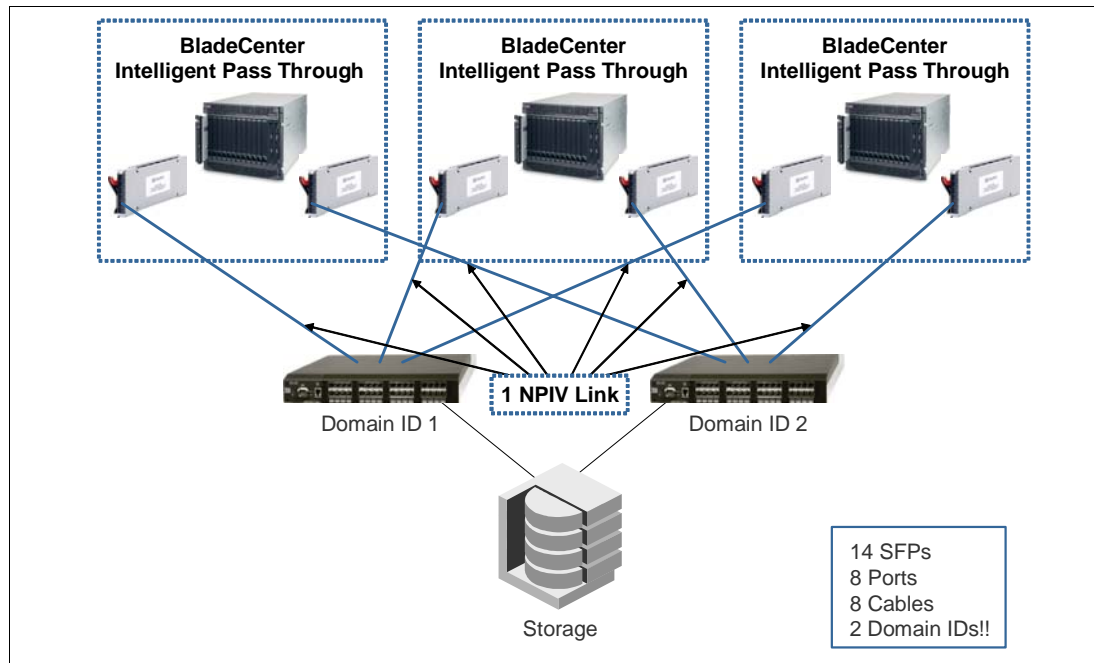 BladeCenter
Intelligent Pass Through
BladeCenter
Intelligent Pass Through
BladeCenter
Intelligent Pass Through
1 NPIV Link
Domain ID 1
Domain ID 2
Storage
14 SFPs
8 Ports
8 Cables
2 Domain IDs!!